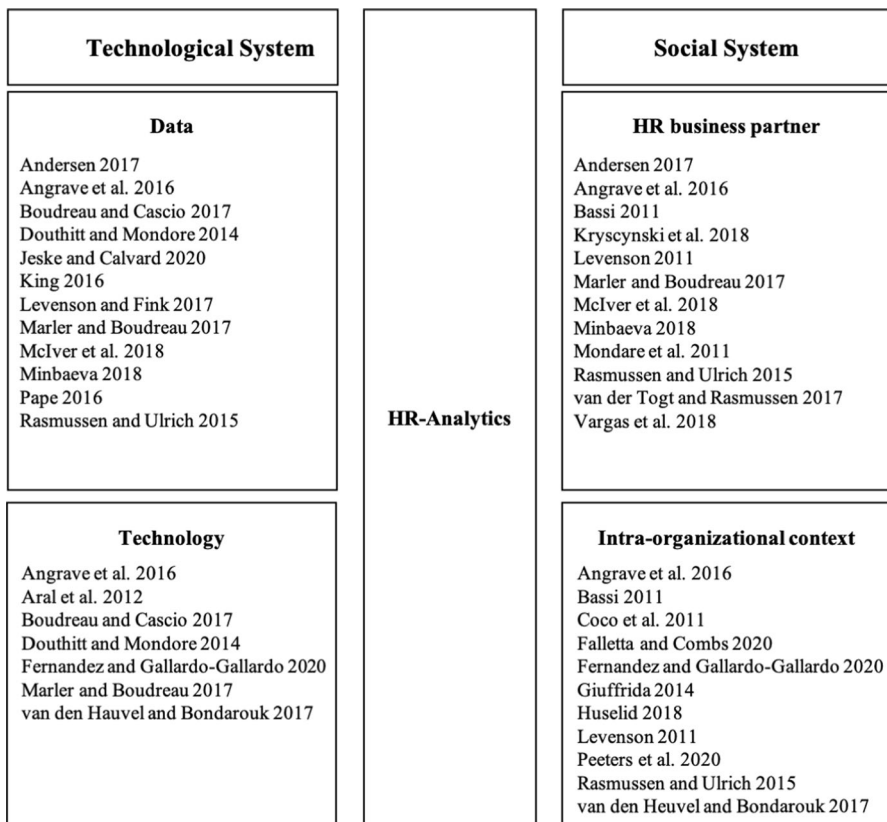 Technological System
Data
Andersen 2017
Angrave et al. 2016
Boudreau and Cascio 2017
Douthitt and Mondore 2014
Jeske and Calvard 2020
King 2016
Levenson and Fink 2017
Marler and Boudreau 2017
McIver et al. 2018
Minbaeva 2018
Pape 2016
Rasmussen and Ulrich 2015
Technology
Angrave et al. 2016
Aral et al. 2012
Boudreau and Cascio 2017
Douthitt and Mondore 2014
Fernandez and Gallardo-Gallardo 2020
Marler and Boudreau 2017
van den Hauvel and Bondarouk 2017
HR-Analytics
Social System
HR business partner
Andersen 2017
Angrave et al. 2016
Bassi 2011
Kryscynski et al. 2018
Levenson 2011
Marler and Boudreau 2017
McIver et al. 2018
Minbaeva 2018
Mondare et al. 2011
Rasmussen and Ulrich 2015
van der Togt and Rasmussen 2017
Vargas et al. 2018
Intra-organizational context
Angrave et al. 2016
Bassi 2011
Coco et al. 2011
Falletta and Combs 2020
Fernandez and Gallardo-Gallardo 2020
Giuffrida 2014
Huselid 2018
Levenson 2011
Peeters et al. 2020
Rasmussen and Ulrich 2015
van den Heuvel and Bondarouk 2017